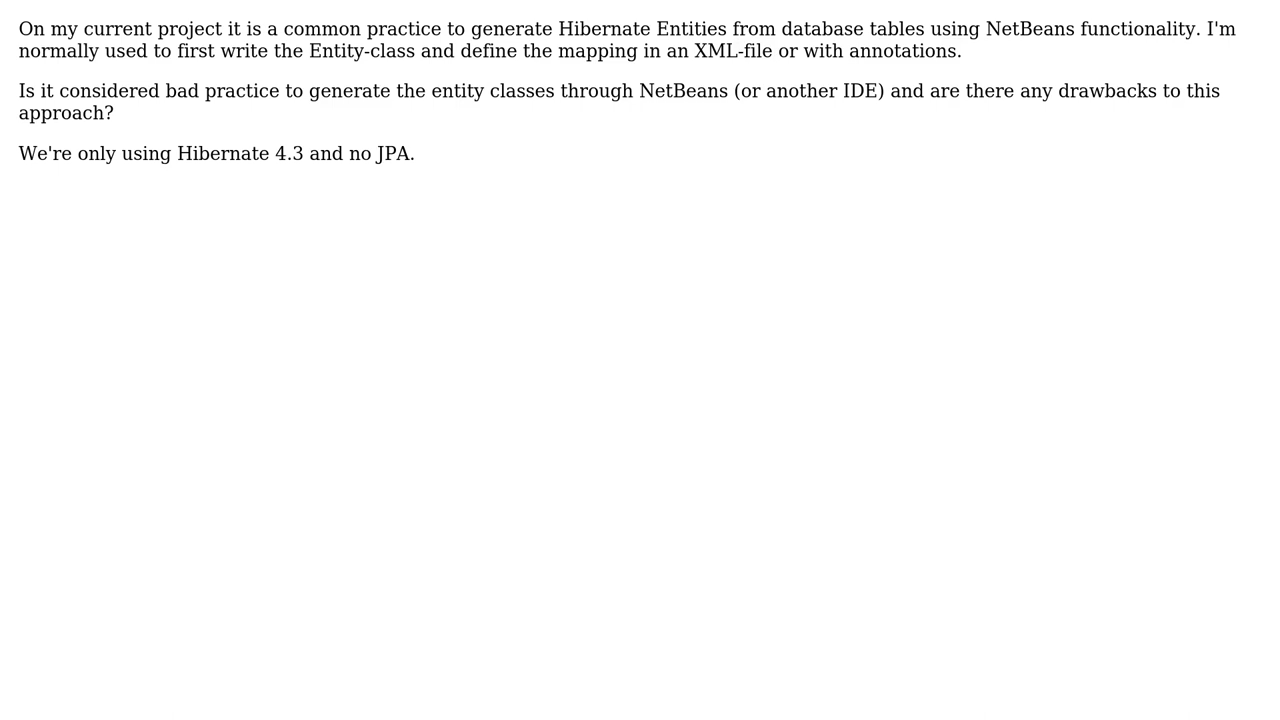 On my current project it is a common practice to generate Hibernate Entities from database tables using NetBeans functionality. I'm
normally used to first write the Entity-class and define the mapping in an XML-file or with annotations.
Is it considered bad practice to generate the entity classes through NetBeans (or another IDE) and are there any drawbacks to this
approach?
We're only using Hibernate 4.3 and no JPA.